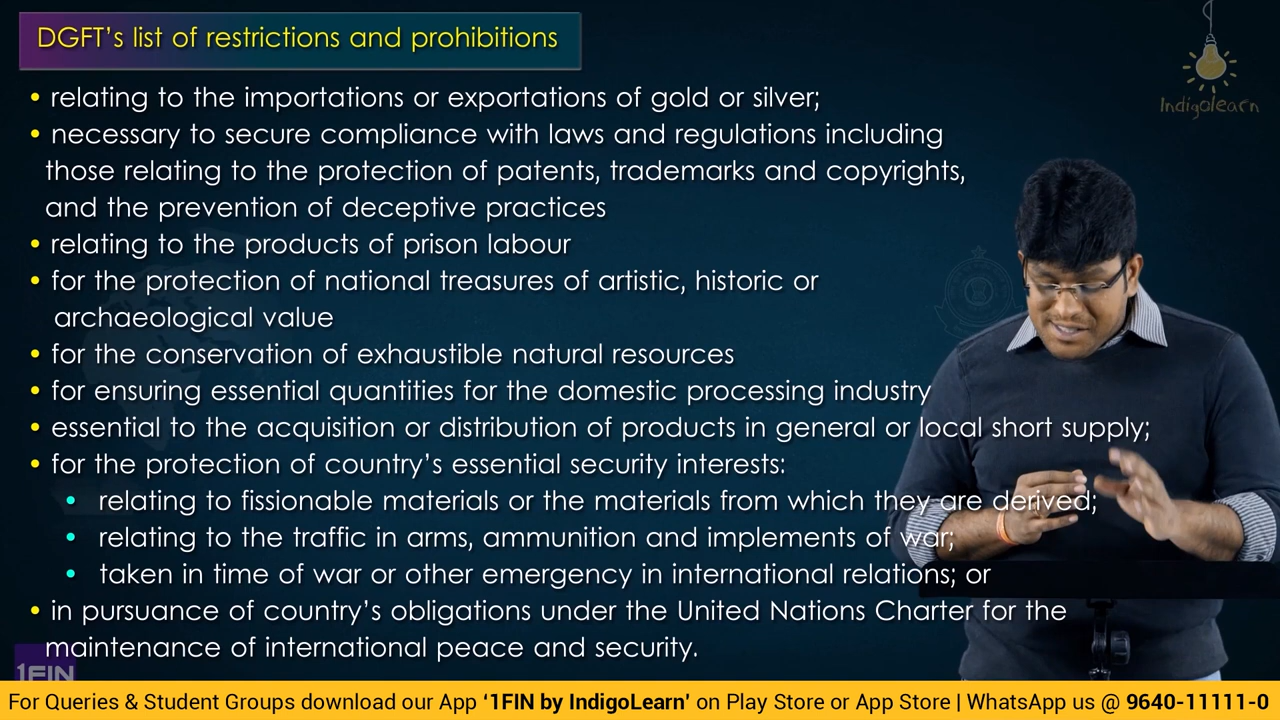 DGFT's list of restrictions and prohibitions
Indigolearn
• relating to the importations or exportations of gold or silver;
• necessary to secure compliance with laws and regulations including
those relating to the protection of patents, trademarks and copyrights,
and the prevention of deceptive practices
• relating to the products of prison labour
• for the protection of national treasures of artistic, historic or
archaeological value
• for the conservation of exhaustible natural resources
• for ensuring essential quantities for the domestic processing industry
• essential to the acquisition or distribution of products in general or local short supply;
• for the protection of country's essential security interests:
• relating to fissionable materials or the materials from which they are derived;
• relating to the traffic in arms, ammunition and implements of war;
• taken in time of war or other emergency in international relations; or
• in pursuance of country's obligations under the United Nations Charter for the
maintenance of international peace and security.
1FIN
For Queries & Student Groups download our App '1FIN by IndigoLearn' on Play Store or App Store | WhatsApp us @ 9640-11111-0